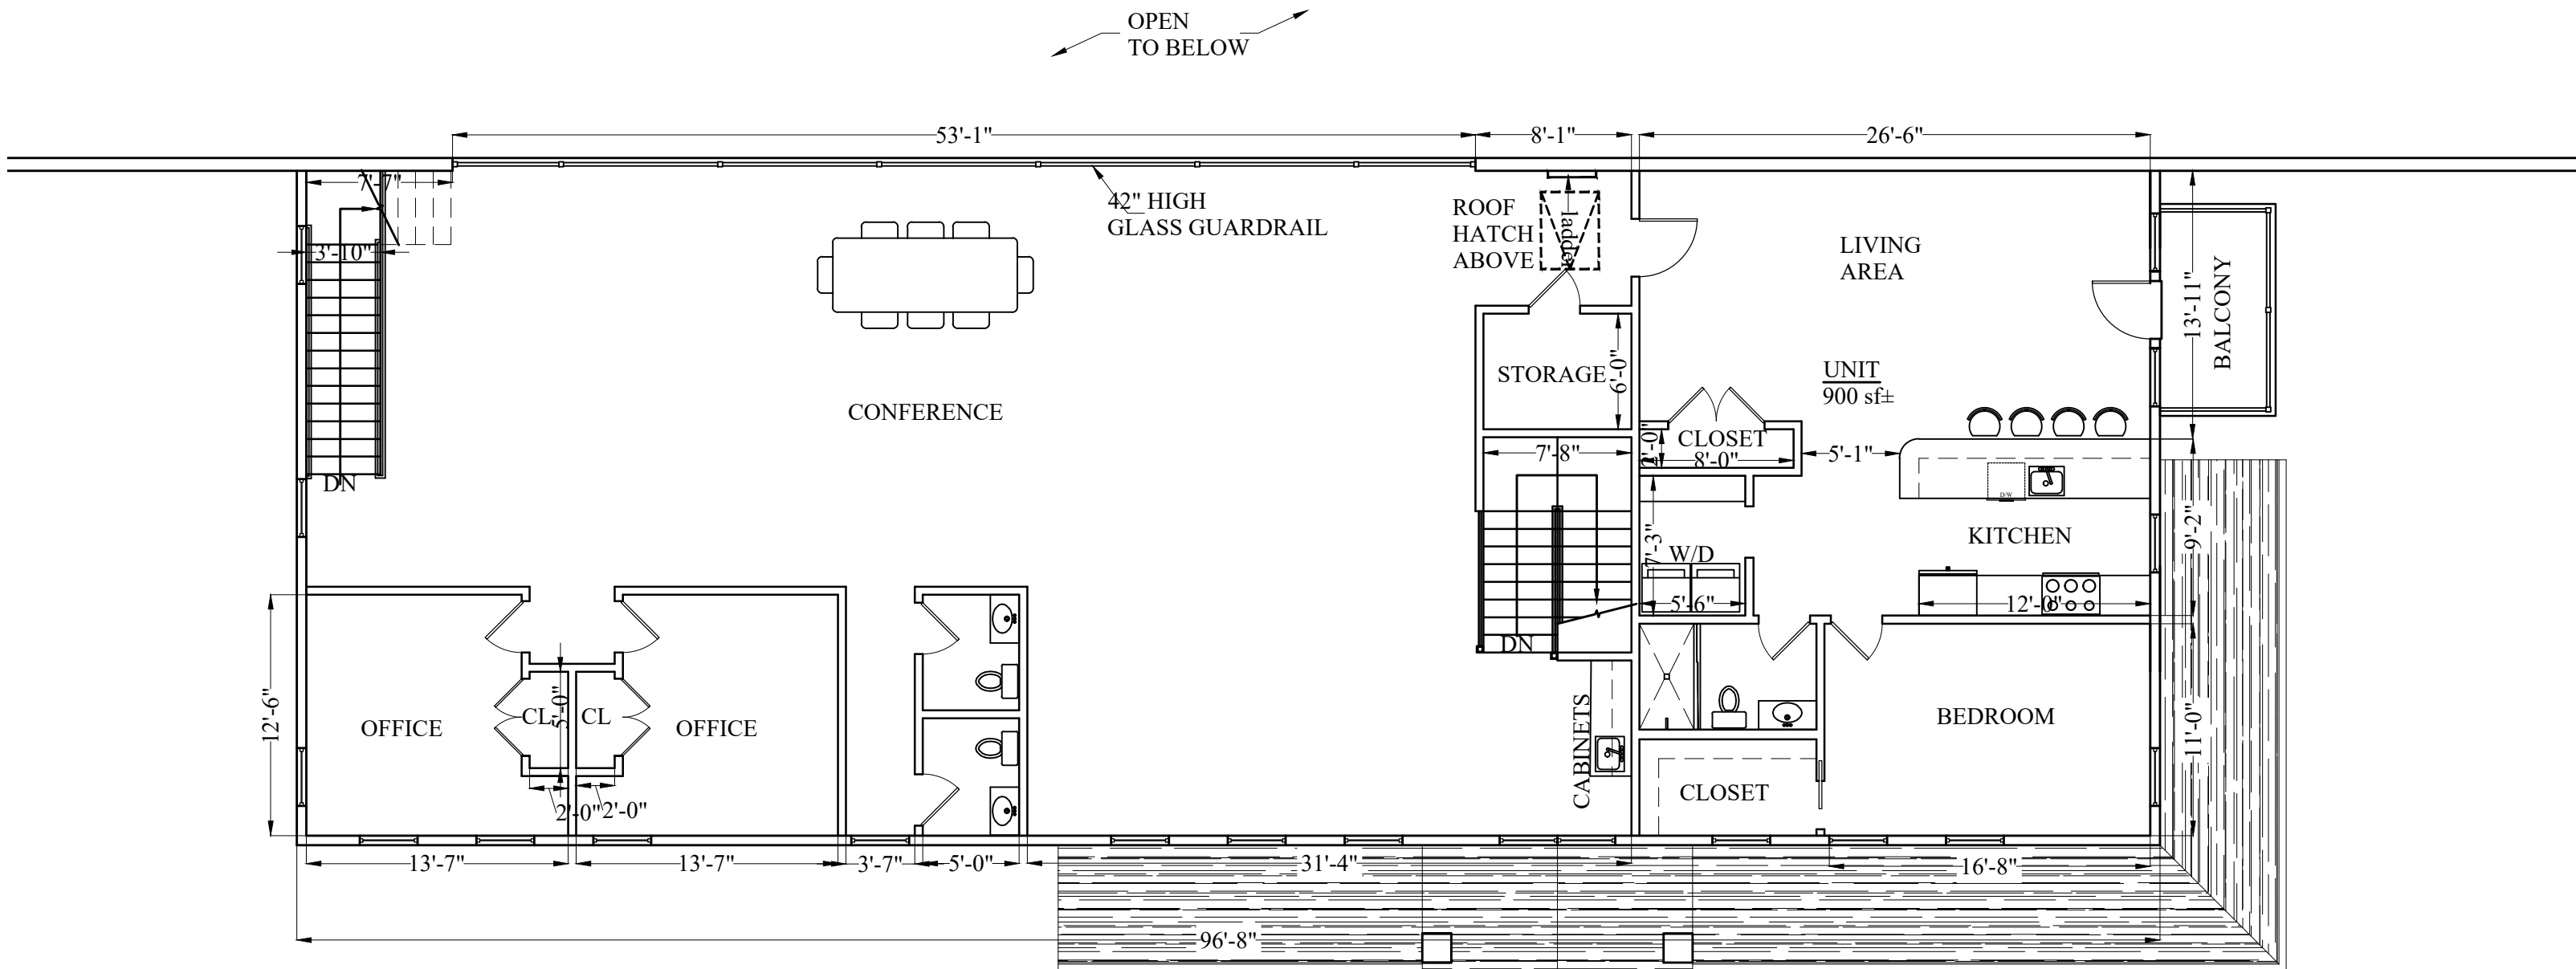 OPEN
TO BELOW
53'-1"
8'-1"
26'-6"
7'-7"
42" HIGH
GLASS GUARDRAIL
ROOF
HATCH
ABOVE
ladder
3'-10"
LIVING
AREA
13'-11"
BALCONY
STORAGE
6'-0"
UNIT
900 sf±
CONFERENCE
CLOSET
2'-0"
8'-0"
5'-1"
7'-8"
DN
D/W
KITCHEN
9'-2"
7'-3"
W/D
5'-6"
12'-0"
DN
12'-6"
OFFICE
CL
5'-0"
CL
OFFICE
CABINETS
BEDROOM
11'-0"
CLOSET
2'-0"
2'-0"
13'-7"
13'-7"
3'-7"
5'-0"
31'-4"
16'-8"
96'-8"